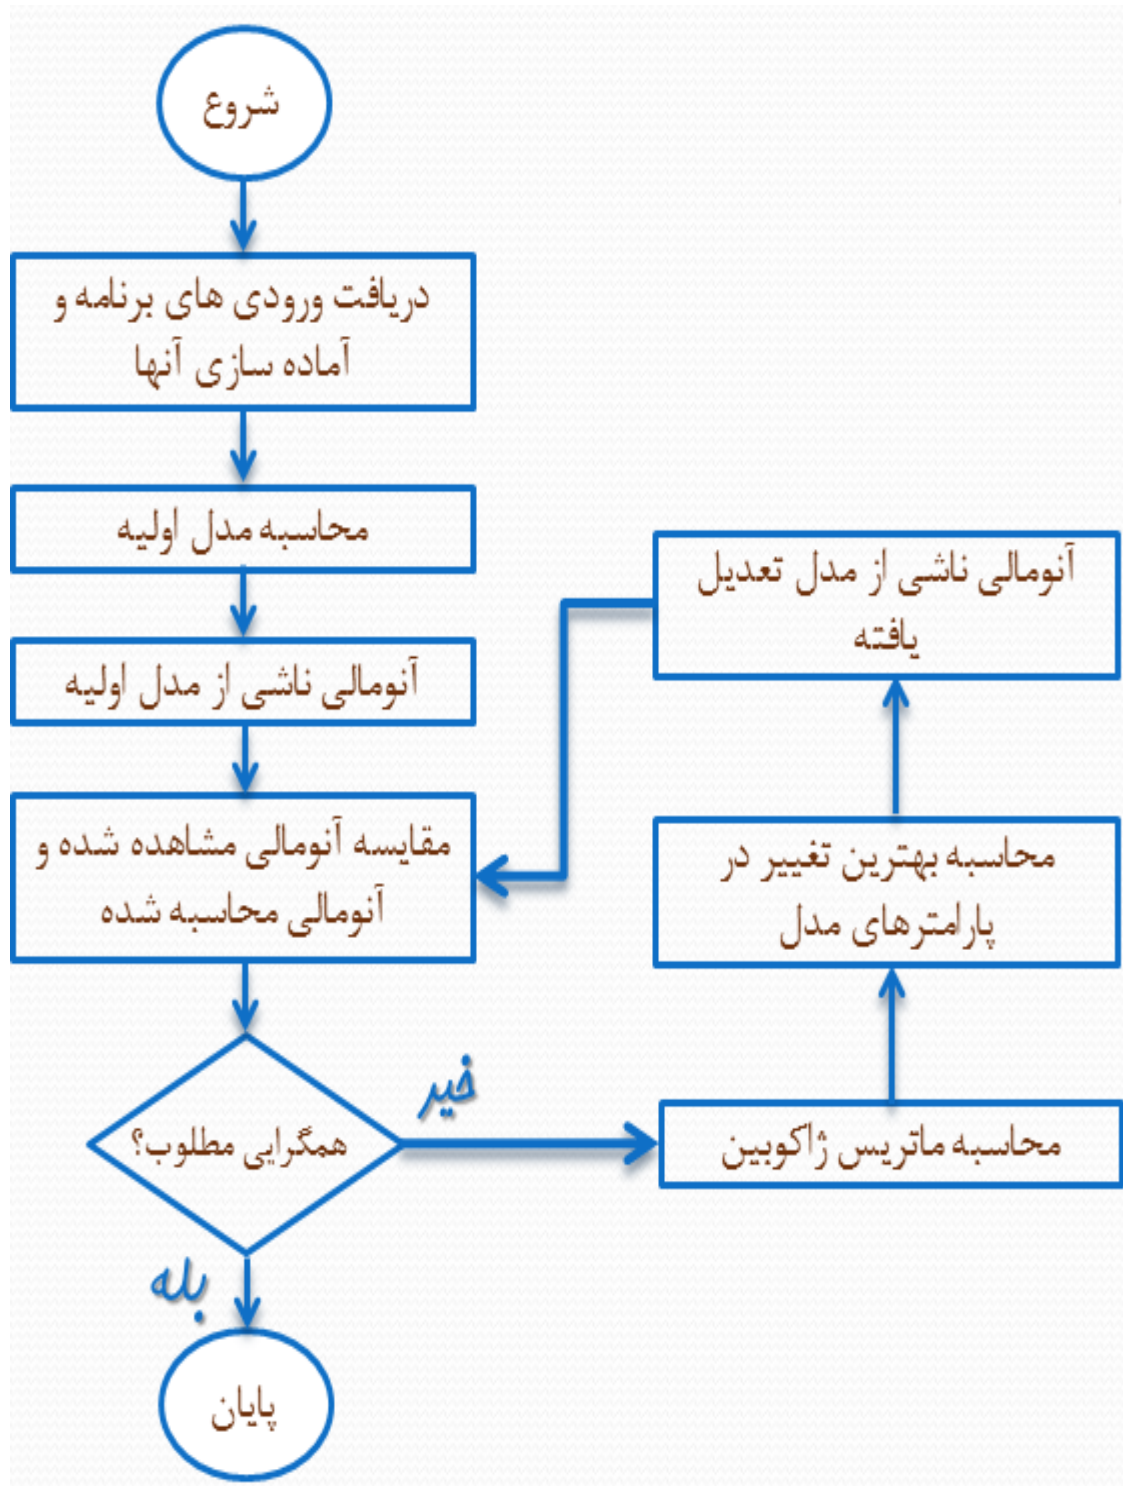 شروع
دریافت ورودی های برنامه و
آماده سازی آنها
محاسبه مدل اولیه
آنومالی ناشی از مدل اولیه
مقایسه آنومالی مشاهده شده و
آنومالی محاسبه شده
همگرایی مطلوب؟
خیر
بله
پایان
محاسبه ماتریس ژاکوبین
محاسبه بهترین تغییر در
پارامترهای مدل
آنومالی ناشی از مدل تعدیل
یافته